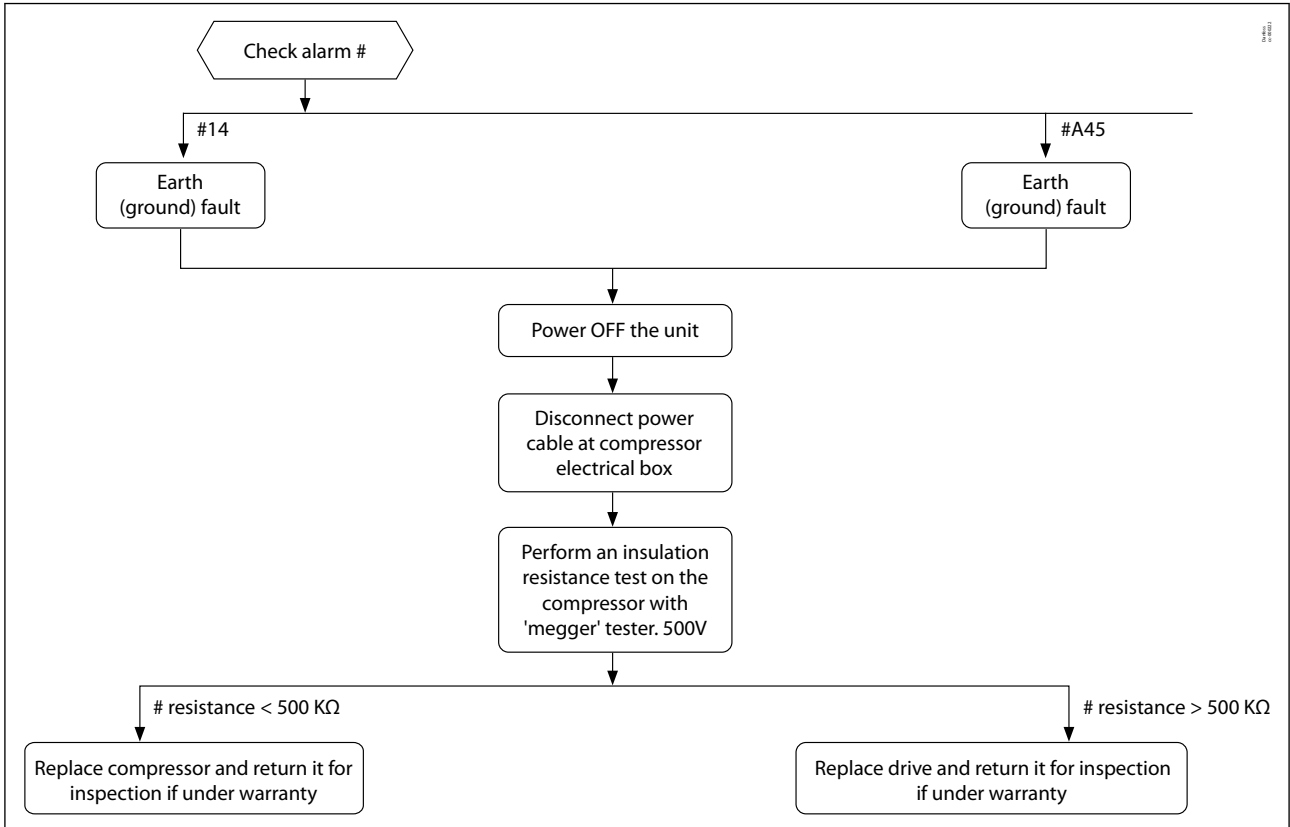 Check alarm #
#14
#A45
Earth
(ground) fault
Earth
(ground) fault
Power OFF the unit
Disconnect power
cable at compressor
electrical box
Perform an insulation
resistance test on the
compressor with
'megger' tester. 500V
# resistance < 500 KΩ
# resistance > 500 KΩ
Replace compressor and return it for
inspection if under warranty
Replace drive and return it for inspection
if under warranty